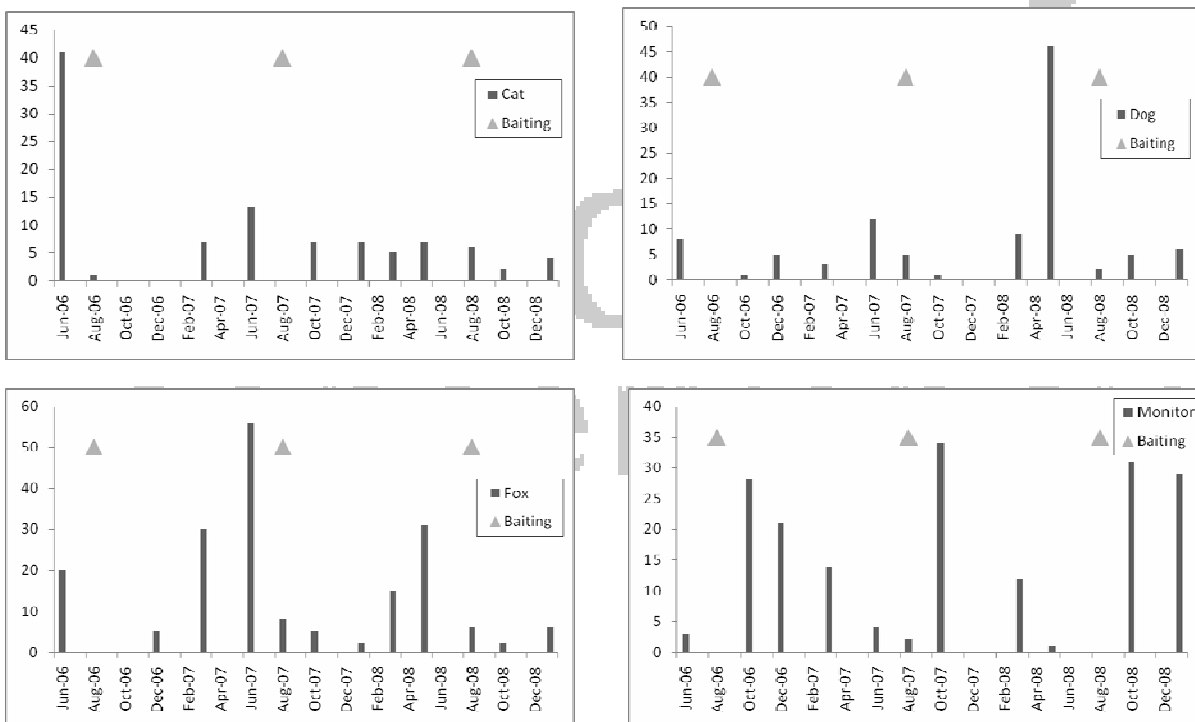 45
40
35
30
25
20
15
10
5
0
Jun-06
Aug-06
Oct-06
Dec-06
Feb-07
Apr-07
Jun-07
Aug-07
Oct-07
Dec-07
Feb-08
Apr-08
Jun-08
Aug-08
Oct-08
Dec-08
Cat
Baiting
50
45
40
35
30
25
20
15
10
5
0
Jun-06
Aug-06
Oct-06
Dec-06
Feb-07
Apr-07
Jun-07
Aug-07
Oct-07
Dec-07
Feb-08
Apr-08
Jun-08
Aug-08
Oct-08
Dec-08
Dog
Baiting
60
50
40
30
20
10
0
Jun-06
Aug-06
Oct-06
Dec-06
Feb-07
Apr-07
Jun-07
Aug-07
Oct-07
Dec-07
Feb-08
Apr-08
Jun-08
Aug-08
Oct-08
Dec-08
Fox
Baiting
40
35
30
25
20
15
10
5
0
Jun-06
Aug-06
Oct-06
Dec-06
Feb-07
Apr-07
Jun-07
Aug-07
Oct-07
Dec-07
Feb-08
Apr-08
Jun-08
Aug-08
Oct-08
Dec-08
Monitor
Baiting